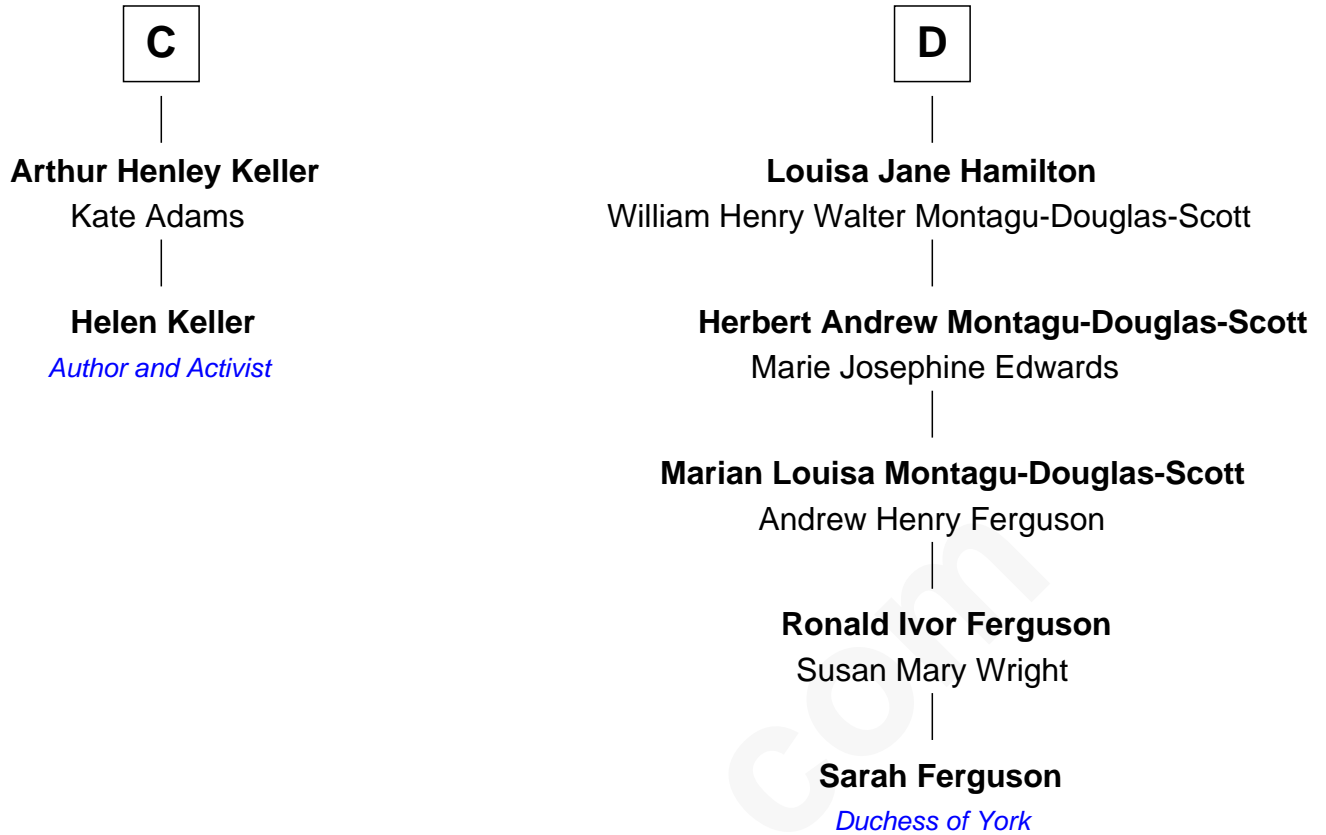 C
Arthur Henley Keller
Kate Adams
Helen Keller
Author and Activist
D
Louisa Jane Hamilton
William Henry Walter Montagu-Douglas-Scott
Herbert Andrew Montagu-Douglas-Scott
Marie Josephine Edwards
Marian Louisa Montagu-Douglas-Scott
Andrew Henry Ferguson
Ronald Ivor Ferguson
Susan Mary Wright
Sarah Ferguson
Duchess of York
com